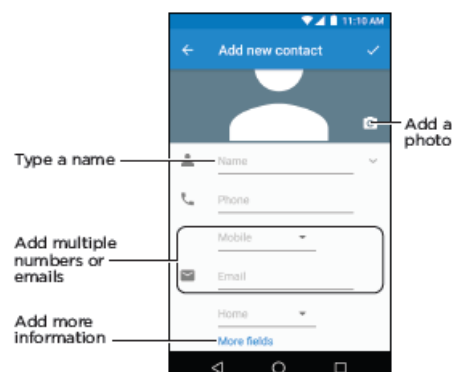 11:10 AM
Add new contact
Add a
photo
Type a name
Name
Phone
Add multiple
numbers or
emails
Mobile
Email
Add more
information
Home
More fields